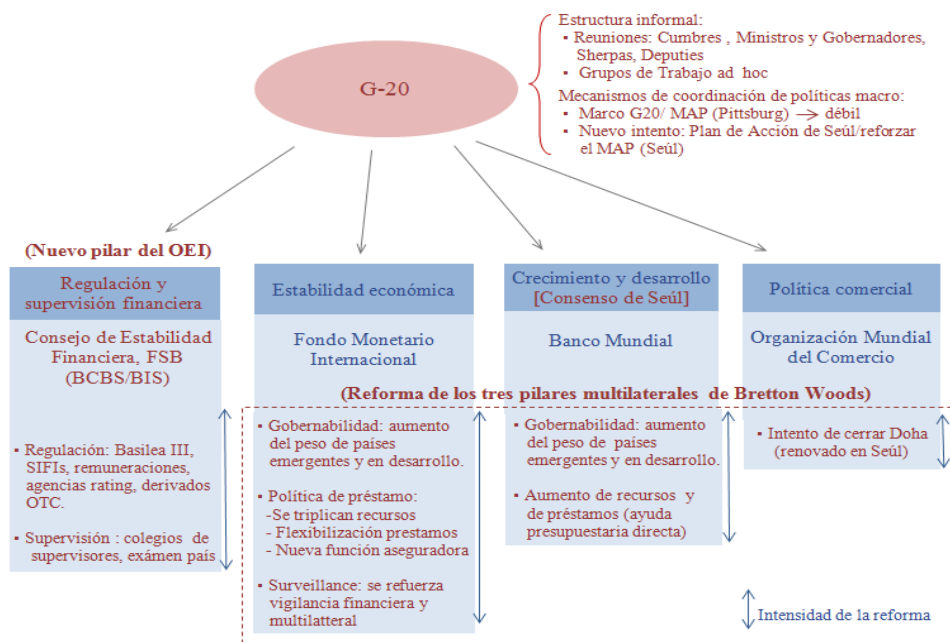 G-20
Estructura informal:
▪ Reuniones: Cumbres , Ministros y Gobernadores,
Sherpas, Deputies
▪ Grupos de Trabajo ad hoc
Mecanismos de coordinación de políticas macro:
▪ Marco G20/ MAP (Pittsburg) → débil
▪ Nuevo intento: Plan de Acción de Seúl/reforzar
el MAP (Seúl)
(Nuevo pilar del OEI)
Regulación y
supervisión financiera
Consejo de Estabilidad
Financiera, FSB
(BCBS/BIS)
▪ Regulación: Basilea III,
SIFIs, remuneraciones,
agencias rating, derivados
OTC.
▪ Supervisión : colegios de
supervisores, exámen país
Estabilidad económica
Fondo Monetario
Internacional
Crecimiento y desarrollo
[Consenso de Seúl]
Banco Mundial
Política comercial
Organización Mundial
del Comercio
(Reforma de los tres pilares multilaterales de Bretton Woods)
▪ Gobernabilidad: aumento
del peso de países
emergentes y en desarrollo.
▪ Política de préstamo:
-Se triplican recursos
- Flexibilización prestamos
- Nueva función aseguradora
▪ Surveillance: se refuerza
vigilancia financiera y
multilatteral
▪ Gobernabilidad: aumento
del peso de países
emergentes y en desarrollo.
▪ Aumento de recursos y
de préstamos (ayuda
presupuestaria directa)
▪ Intento de cerrar Doha
(renovado en Seúl)
Intensidad de la reforma